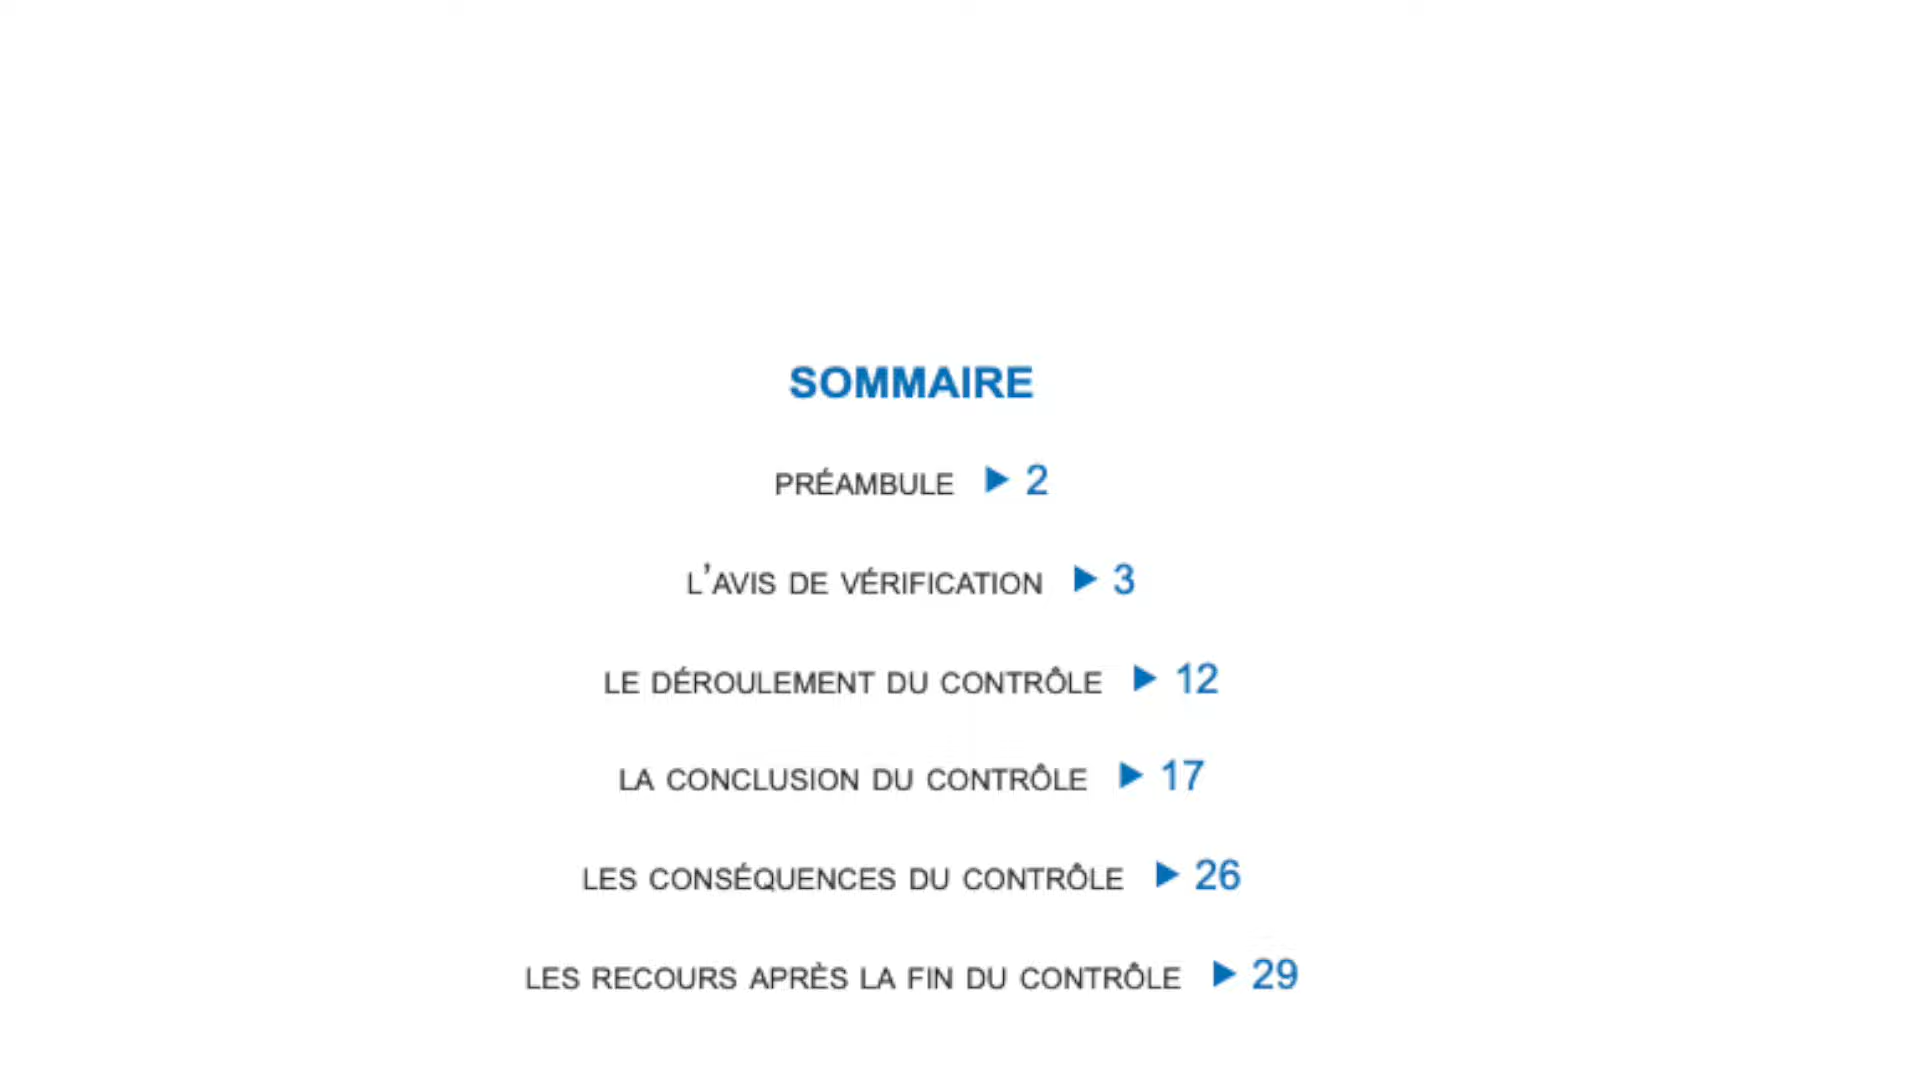 SOMMAIRE
PRÉAMBULE ▶ 2
L'AVIS DE VÉRIFICATION ▶ 3
LE DÉROULEMENT DU CONTRÔLE ▶ 12
LA CONCLUSION DU CONTRÔLE ▶ 17
LES CONSÉQUENCES DU CONTRÔLE ▶ 26
LES RECOURS APRÈS LA FIN DU CONTRÔLE ▶ 29